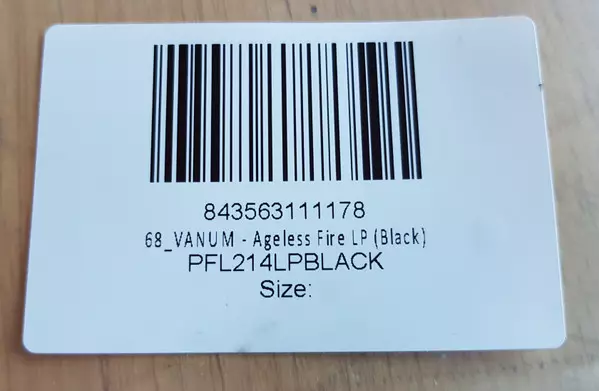 843563111178
68_VANUM - Ageless Fire LP (Black)
PFL214LPBLACK
Size: